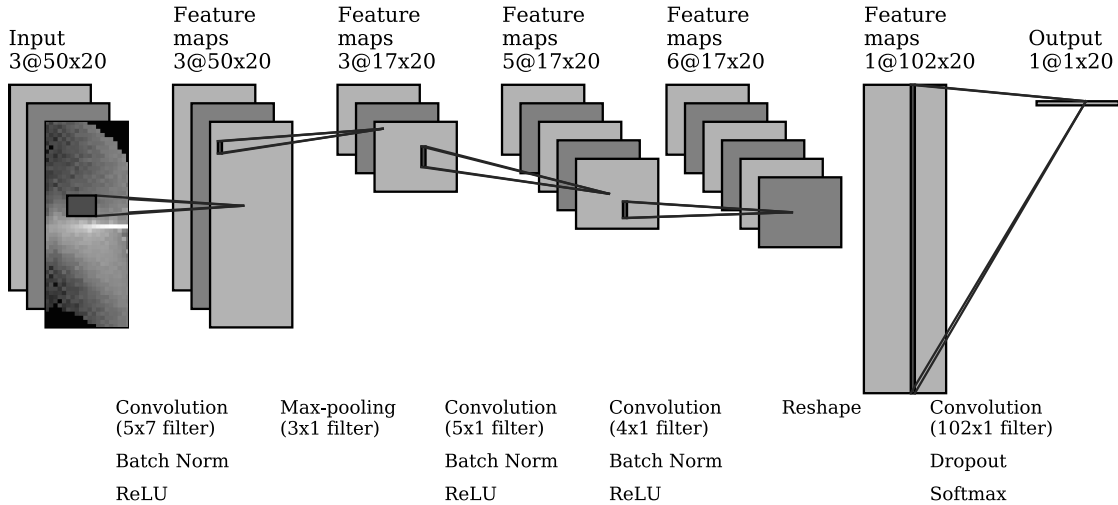 Input
3@50x20
Feature
maps
3@50x20
Feature
maps
3@17x20
Feature
maps
5@17x20
Feature
maps
6@17x20
Feature
maps
1@102x20
Output
1@1x20
Convolution
(5x7 filter)
Batch Norm
ReLU
Max-pooling
(3x1 filter)
Convolution
(5x1 filter)
Batch Norm
ReLU
Convolution
(4x1 filter)
Batch Norm
ReLU
Reshape
Convolution
(102x1 filter)
Dropout
Softmax